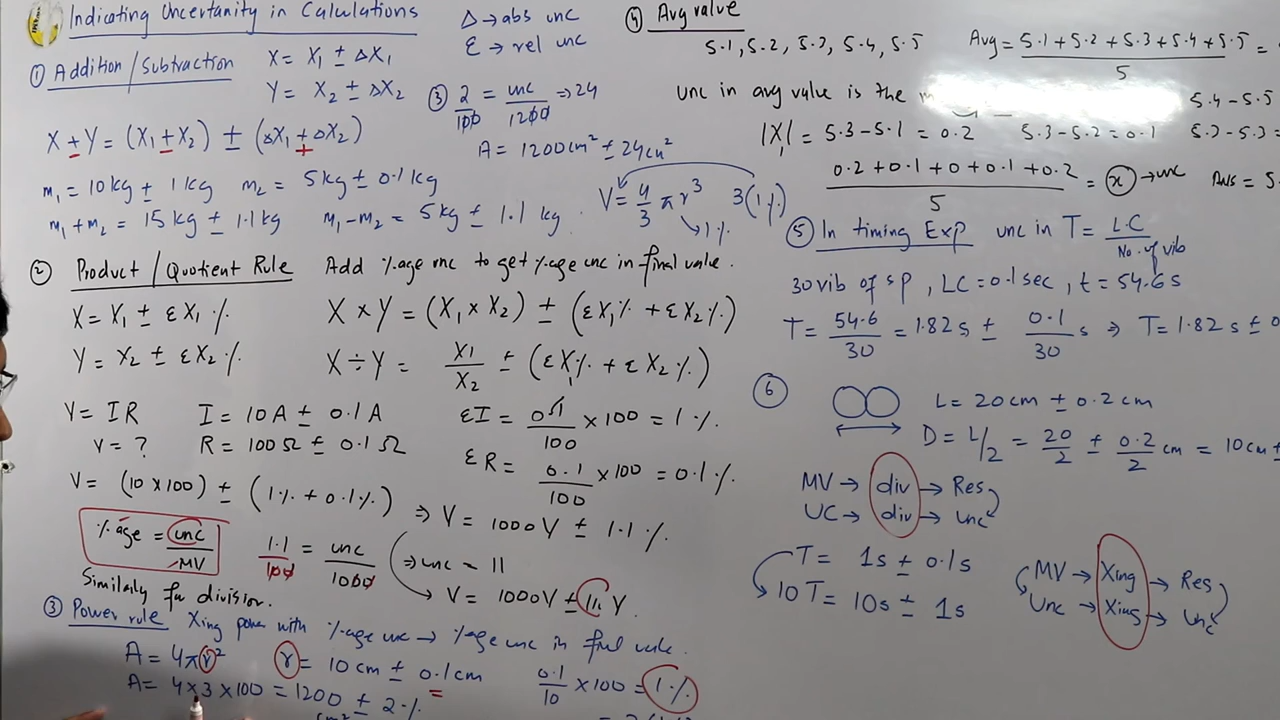 Indicating Uncertanity in Calculations
Δ → abs unc
ε → rel unc
① Addition/Subtraction
X = X₁ ± ΔX₁
Y = X₂ ± ΔX₂
X + Y = (X₁ + X₂) ± (ΔX₁ + ΔX₂)
m₁ = 10 kg ± 1 kg m₂ = 5 kg ± 0.1 kg
m₁ + m₂ = 15 kg ± 1.1 kg m₁ - m₂ = 5 kg ± 1.1 kg
③ 2/100 = unc/1200 => 24
A = 1200 cm² ± 24 cm²
V = 4/3 π r³ 3(1%)
→ 1%
② Product/Quotient Rule Add %age unc to get %age unc in final value.
X = X₁ ± εX₁ %
Y = X₂ ± εX₂ %
X × Y = (X₁ × X₂) ± (εX₁% + εX₂%)
X ÷ Y = X₁/X₂ ± (εX₁% + εX₂%)
V = IR I = 10 A ± 0.1 A
V = ? R = 100 Ω ± 0.1 Ω
εI = 0.1/100 × 100 = 1%.
εR = 0.1/100 × 100 = 0.1%.
V = (10 × 100) ± (1% + 0.1%)
⇒ V = 1000 V ± 1.1%.
%age = unc/MV
1.1/100 = unc/1000
⇒ unc = 11
→ V = 1000 V ± 11 V.
Similarly for division.
③ Power rule Xing power with %age unc → %age unc in final value.
A = 4πr² r = 10 cm ± 0.1 cm 0.1/10 × 100 = 1%
A = 4 × 3 × 100 = 1200 ± 2%
cm²
④ Avg value
5.1, 5.2, 5.3, 5.4, 5.5
Avg = 5.1 + 5.2 + 5.3 + 5.4 + 5.5/5 =
unc in avg value is the
5.4 - 5.5
|X₁| = 5.3 - 5.1 = 0.2 5.3 - 5.2 = 0.1 5.3 - 5.3 =
0.2 + 0.1 + 0 + 0.1 + 0.2/5 = x → unc Ans = 5.
⑤ In timing Exp unc in T = LC/No. of vib
30 vib of sp, LC = 0.1 sec, t = 54.6 s
T = 54.6/30 = 1.82 s ± 0.1/30 s ⇒ T = 1.82 s ± 0
⑥
L = 20 cm ± 0.2 cm
D = L/2 = 20/2 ± 0.2/2 cm = 10 cm ±
MV → div → Res
UC → div → Unc
T = 1s ± 0.1s
10T = 10s ± 1s
MV → Xing → Res
Unc → Xing → Unc